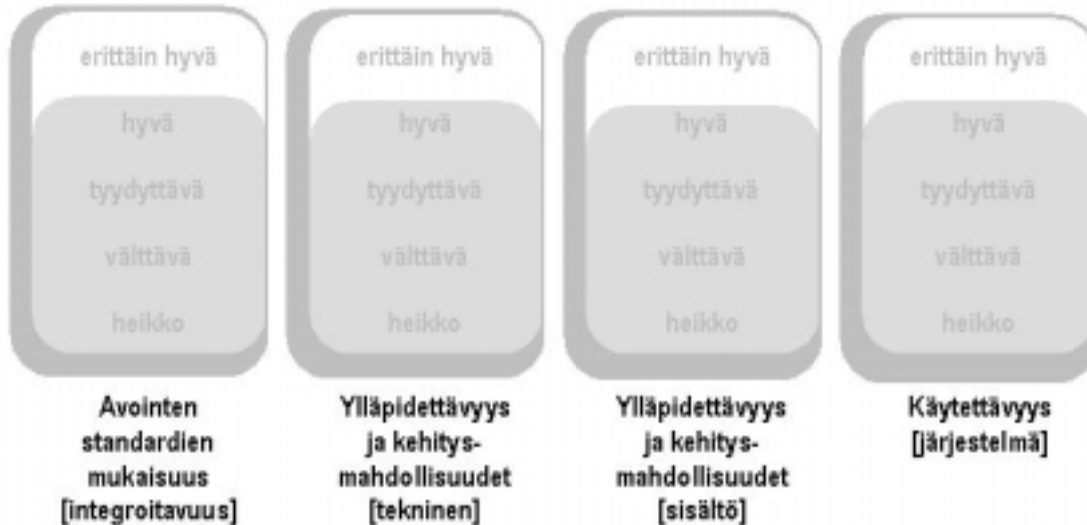 erittäin hyvä
hyvä
tyydyttävä
välttävä
heikko
Avointen
standardien
mukaisuus
[integroitavuus]
erittäin hyvä
hyvä
tyydyttävä
välttävä
heikko
Ylläpidettävyys
ja kehitys-
mahdollisuudet
[tekninen]
erittäin hyvä
hyvä
tyydyttävä
välttävä
heikko
Ylläpidettävyys
ja kehitys-
mahdollisuudet
[sisältö]
erittäin hyvä
hyvä
tyydyttävä
välttävä
heikko
Käytettävyys
[järjestelmä]